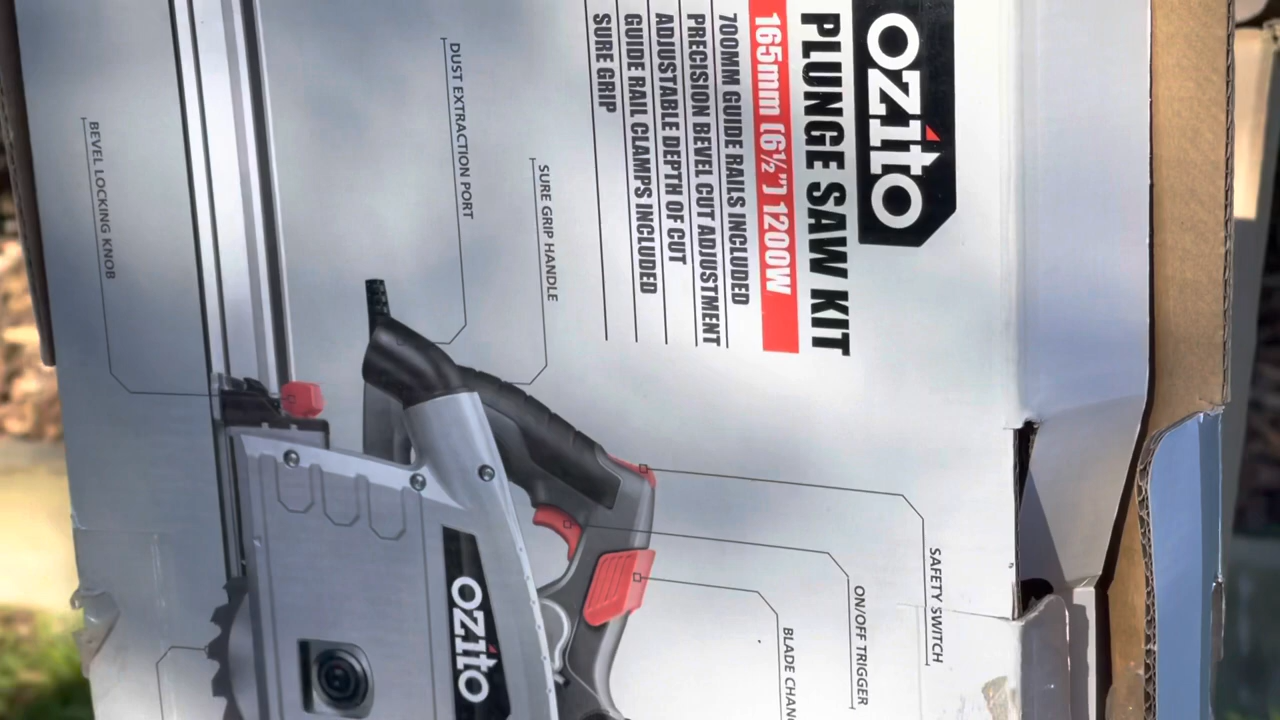 ozito
PLUNGE SAW KIT
165mm (6½") 1200W
700MM GUIDE RAILS INCLUDED
PRECISION BEVEL CUT ADJUSTMENT
ADJUSTABLE DEPTH OF CUT
GUIDE RAIL CLAMPS INCLUDED
SURE GRIP
SAFETY SWITCH
ON/OFF TRIGGER
BLADE CHANG
SURE GRIP HANDLE
DUST EXTRACTION PORT
BEVEL LOCKING KNOB
ozito